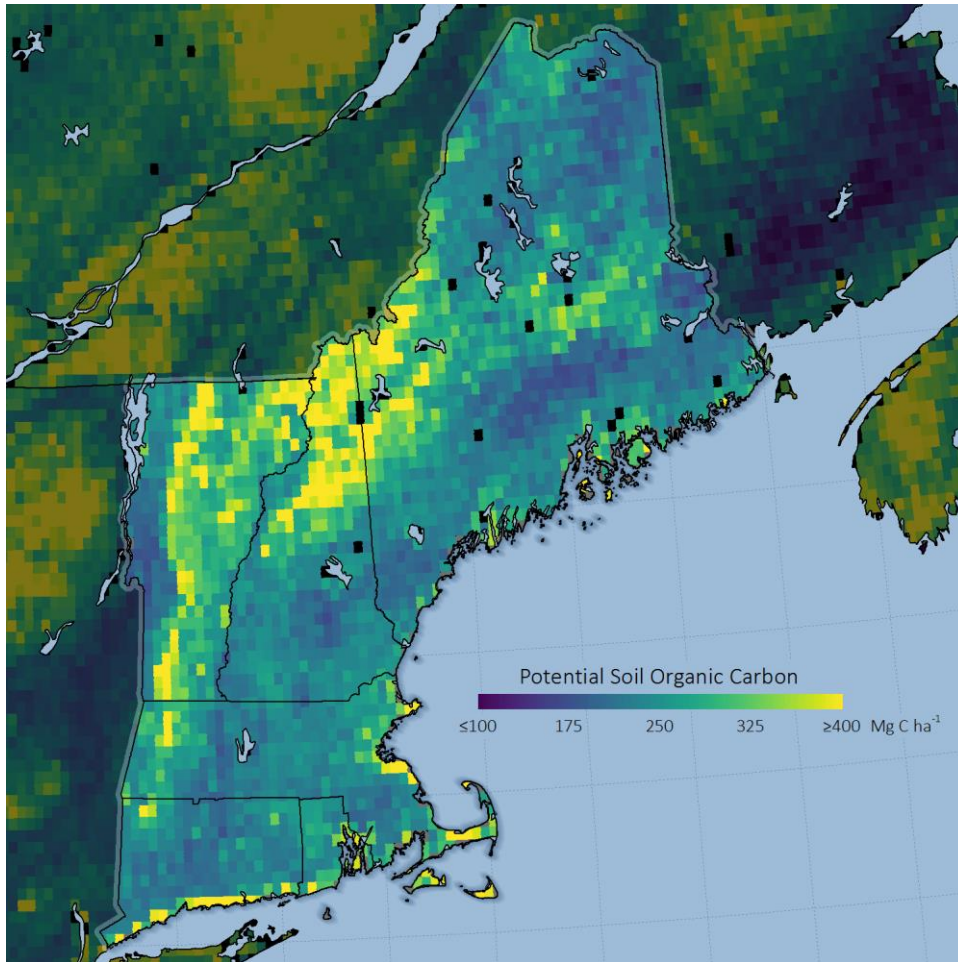 Potential Soil Organic Carbon
≤100 175 250 325 ≥400 Mg C ha⁻¹